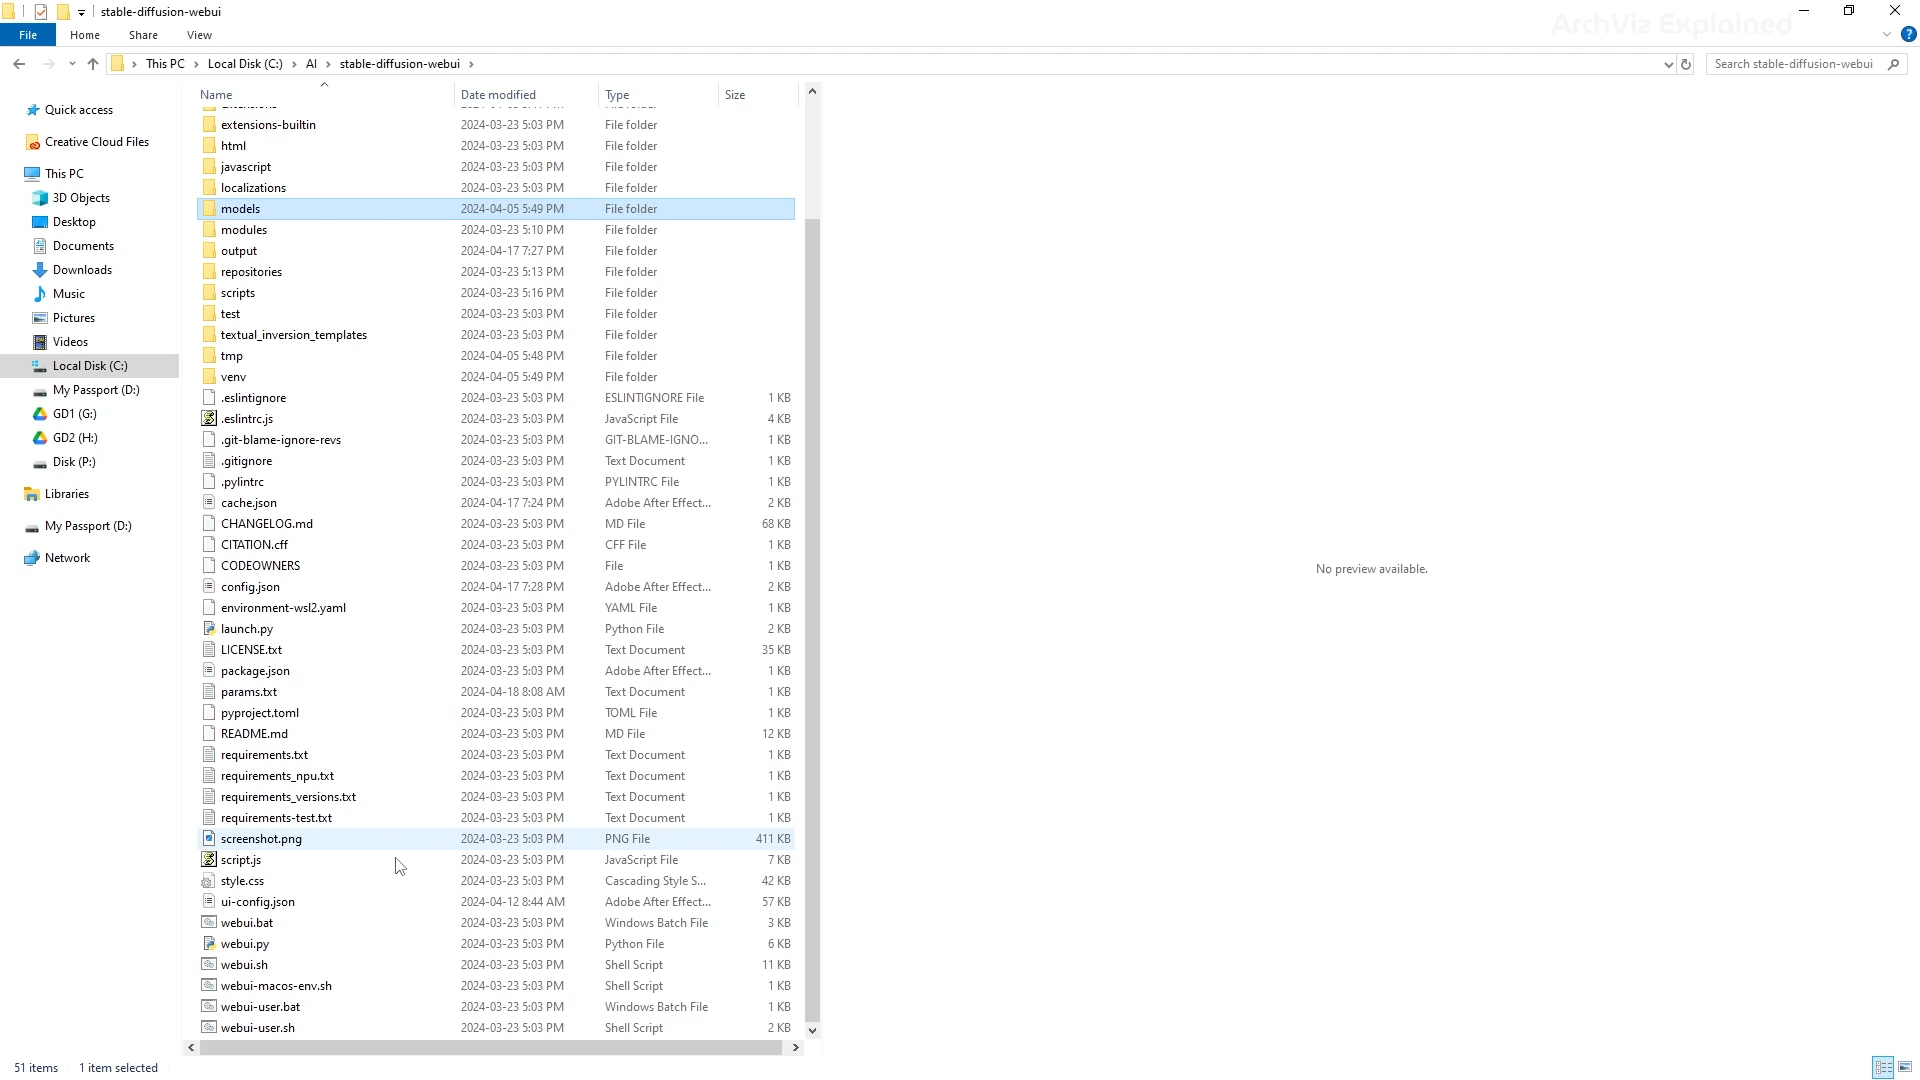 stable-diffusion-webui
ArchViz Explained
File Home Share View
This PC Local Disk (C:) AI stable-diffusion-webui
Search stable-diffusion-webui
Name Date modified Type Size
Quick access
Creative Cloud Files
This PC
3D Objects
Desktop
Documents
Downloads
Music
Pictures
Videos
Local Disk (C:)
My Passport (D:)
GD1 (G:)
GD2 (H:)
Disk (P:)
Libraries
My Passport (D:)
Network
extensions-builtin 2024-03-23 5:03 PM File folder
html 2024-03-23 5:03 PM File folder
javascript 2024-03-23 5:03 PM File folder
localizations 2024-03-23 5:03 PM File folder
models 2024-04-05 5:49 PM File folder
modules 2024-03-23 5:10 PM File folder
output 2024-04-17 7:27 PM File folder
repositories 2024-03-23 5:13 PM File folder
scripts 2024-03-23 5:16 PM File folder
test 2024-03-23 5:03 PM File folder
textual_inversion_templates 2024-03-23 5:03 PM File folder
tmp 2024-04-05 5:48 PM File folder
venv 2024-04-05 5:49 PM File folder
.eslintignore 2024-03-23 5:03 PM ESLINTIGNORE File 1 KB
.eslintrc.js 2024-03-23 5:03 PM JavaScript File 4 KB
.git-blame-ignore-revs 2024-03-23 5:03 PM GIT-BLAME-IGNO... 1 KB
.gitignore 2024-03-23 5:03 PM Text Document 1 KB
.pylintrc 2024-03-23 5:03 PM PYLINTRC File 1 KB
cache.json 2024-04-17 7:24 PM Adobe After Effect... 2 KB
CHANGELOG.md 2024-03-23 5:03 PM MD File 68 KB
CITATION.cff 2024-03-23 5:03 PM CFF File 1 KB
CODEOWNERS 2024-03-23 5:03 PM File 1 KB
config.json 2024-04-17 7:28 PM Adobe After Effect... 2 KB
environment-wsl2.yaml 2024-03-23 5:03 PM YAML File 1 KB
launch.py 2024-03-23 5:03 PM Python File 2 KB
LICENSE.txt 2024-03-23 5:03 PM Text Document 35 KB
package.json 2024-03-23 5:03 PM Adobe After Effect... 1 KB
params.txt 2024-04-18 8:08 AM Text Document 1 KB
pyproject.toml 2024-03-23 5:03 PM TOML File 1 KB
README.md 2024-03-23 5:03 PM MD File 12 KB
requirements.txt 2024-03-23 5:03 PM Text Document 1 KB
requirements_npu.txt 2024-03-23 5:03 PM Text Document 1 KB
requirements_versions.txt 2024-03-23 5:03 PM Text Document 1 KB
requirements-test.txt 2024-03-23 5:03 PM Text Document 1 KB
screenshot.png 2024-03-23 5:03 PM PNG File 411 KB
script.js 2024-03-23 5:03 PM JavaScript File 7 KB
style.css 2024-03-23 5:03 PM Cascading Style S... 42 KB
ui-config.json 2024-04-12 8:44 AM Adobe After Effect... 57 KB
webui.bat 2024-03-23 5:03 PM Windows Batch File 3 KB
webui.py 2024-03-23 5:03 PM Python File 6 KB
webui.sh 2024-03-23 5:03 PM Shell Script 11 KB
webui-macos-env.sh 2024-03-23 5:03 PM Shell Script 1 KB
webui-user.bat 2024-03-23 5:03 PM Windows Batch File 1 KB
webui-user.sh 2024-03-23 5:03 PM Shell Script 2 KB
No preview available.
51 items 1 item selected